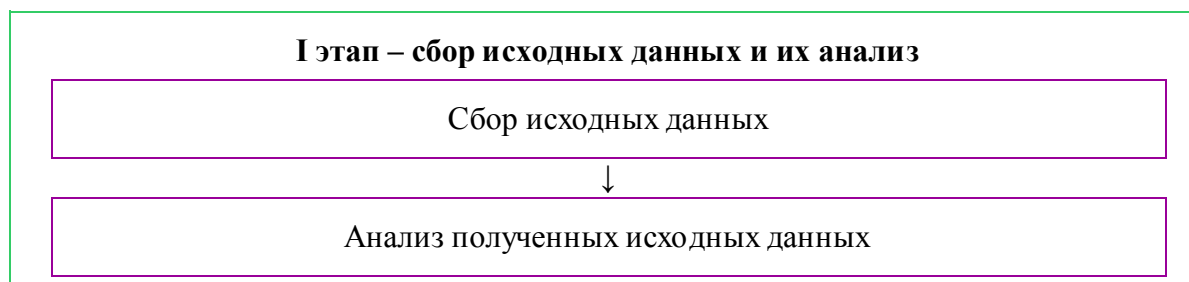 I этап – сбор исходных данных и их анализ
Сбор исходных данных
↓
Анализ полученных исходных данных